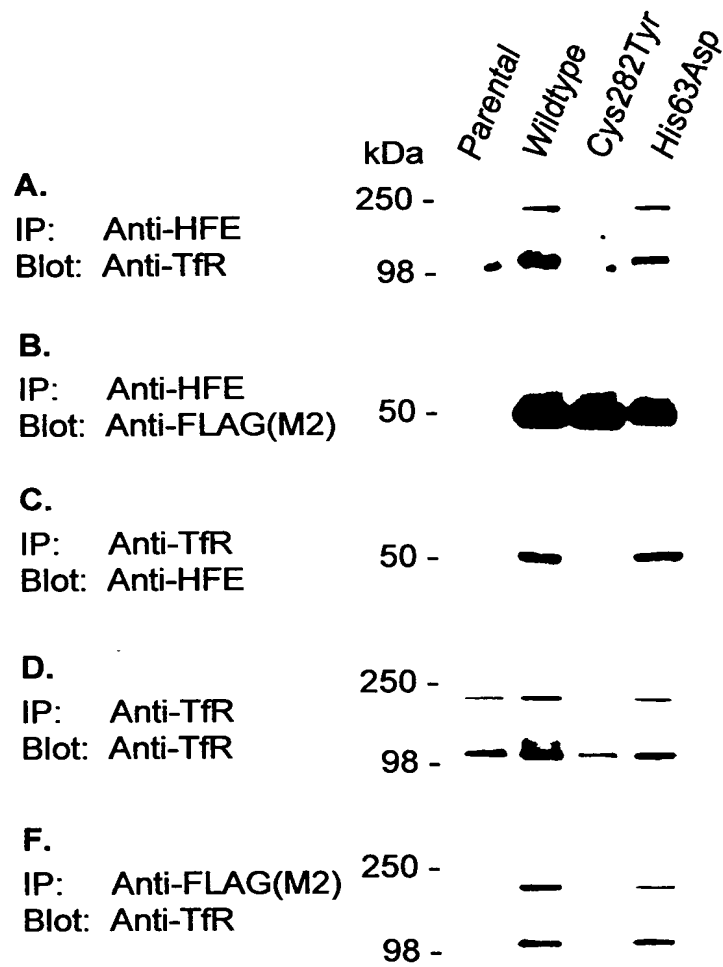 Parental Wildtype Cys282Tyr His63Asp
kDa
A.
250 -
IP: Anti-HFE
Blot: Anti-TfR
98 -
B.
IP: Anti-HFE
Blot: Anti-FLAG(M2)
50 -
C.
IP: Anti-TfR
50 -
Blot: Anti-HFE
D.
250 -
IP: Anti-TfR
Blot: Anti-TfR
98 -
F.
250 -
IP: Anti-FLAG(M2)
Blot: Anti-TfR
98 -